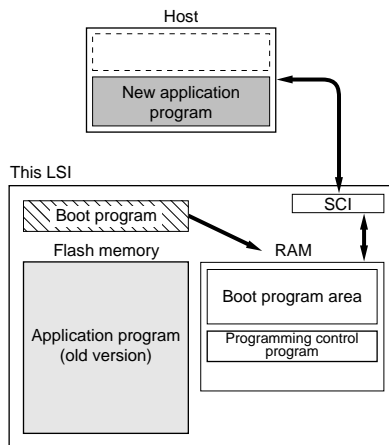 Host
New application
program
This LSI
SCI
Boot program
Flash memory
RAM
Boot program area
Application program
(old version)
Programming control
program